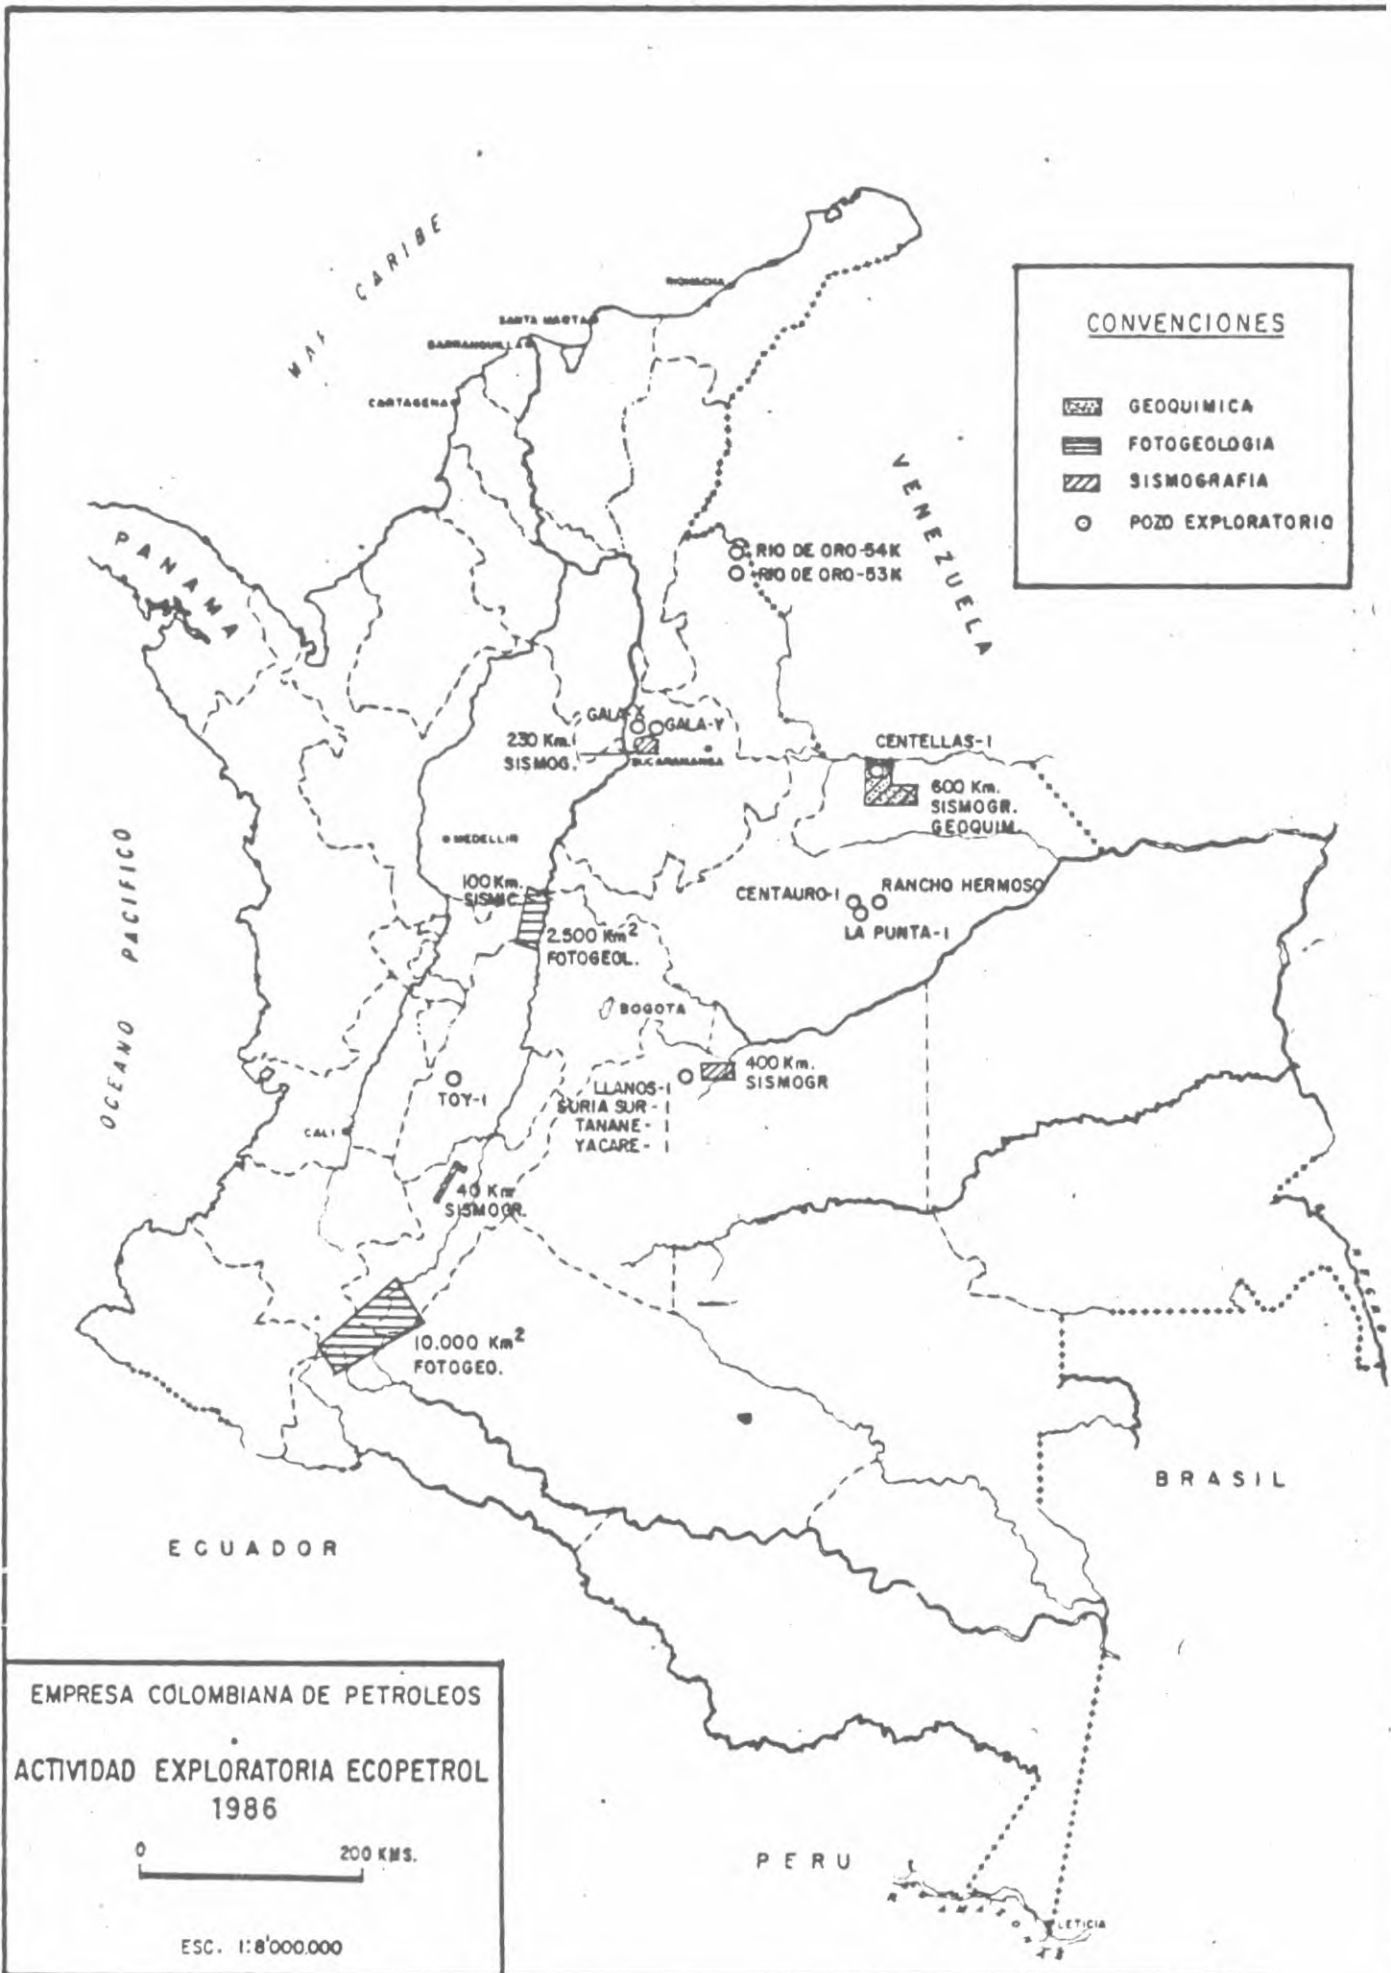 MAR CARIBE
RIOHACHA
SANTA MARTA
BARRANQUILLA
CARTAGENA
CONVENCIONES
GEOQUIMICA
FOTOGEOLOGIA
SISMOGRAFIA
POZO EXPLORATORIO
VENEZUELA
PANAMA
RIO DE ORO-54K
RIO DE ORO-53K
GALA-X
GALA-Y
230 Km.
SISMOG.
BUCARAMANGA
CENTELLAS-1
600 Km.
SISMOGR.
GEOQUIM.
MEDELLIN
100 Km.
SISMIC.
2.500 Km²
FOTOGEOL.
CENTAURO-1
RANCHO HERMOSO
LA PUNTA-1
OCEANO PACIFICO
BOGOTA
400 Km.
SISMOGR
TOY-1
LLANOS-1
SURIA SUR-1
TANANE-1
YACARE-1
CALI
40 Km
SISMOGR.
10.000 Km²
FOTOGEO.
BRASIL
ECUADOR
PERU
LETICIA
EMPRESA COLOMBIANA DE PETROLEOS
ACTIVIDAD EXPLORATORIA ECOPETROL
1986
0 200 KMS.
ESC. 1:8'000.000